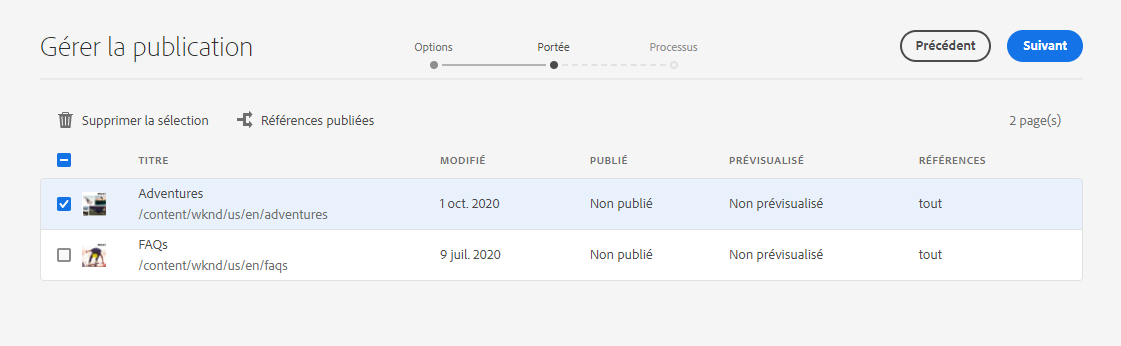 Gérer la publication
Options
Portée
Processus
Précédent
Suivant
Supprimer la sélection
Références publiées
2 page(s)
TITRE
MODIFIÉ
PUBLIÉ
PRÉVISUALISÉ
RÉFÉRENCES
Adventures
/content/wknd/us/en/adventures
1 oct. 2020
Non publié
Non prévisualisé
tout
FAQs
/content/wknd/us/en/faqs
9 juil. 2020
Non publié
Non prévisualisé
tout